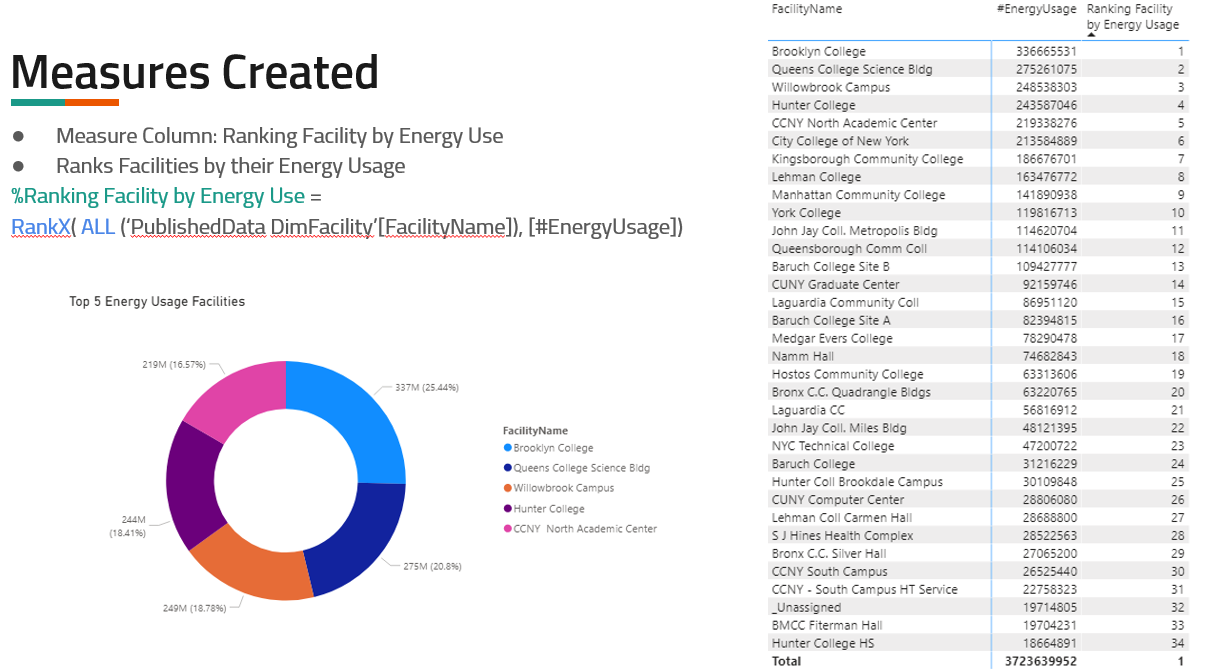 Measures Created
● Measure Column: Ranking Facility by Energy Use
● Ranks Facilities by their Energy Usage
%Ranking Facility by Energy Use =
RankX( ALL (‘PublishedData DimFacility’[FacilityName]), [#EnergyUsage])
Top 5 Energy Usage Facilities
219M (16.57%)
337M (25.44%)
244M
(18.41%)
275M (20.8%)
249M (18.78%)
FacilityName
Brooklyn College
Queens College Science Bldg
Willowbrook Campus
Hunter College
CCNY North Academic Center
FacilityName #EnergyUsage Ranking Facility
by Energy Usage
Brooklyn College 336665531 1
Queens College Science Bldg 275261075 2
Willowbrook Campus 248538303 3
Hunter College 243587046 4
CCNY North Academic Center 219338276 5
City College of New York 213584889 6
Kingsborough Community College 186676701 7
Lehman College 163476772 8
Manhattan Community College 141890938 9
York College 119816713 10
John Jay Coll. Metropolis Bldg 114620704 11
Queensborough Comm Coll 114106034 12
Baruch College Site B 109427777 13
CUNY Graduate Center 92159746 14
Laguardia Community Coll 86951120 15
Baruch College Site A 82394815 16
Medgar Evers College 78290478 17
Namm Hall 74682843 18
Hostos Community College 63313606 19
Bronx C.C. Quadrangle Bldgs 63220765 20
Laguardia CC 56816912 21
John Jay Coll. Miles Bldg 48121395 22
NYC Technical College 47200722 23
Baruch College 31216229 24
Hunter Coll Brookdale Campus 30109848 25
CUNY Computer Center 28806080 26
Lehman Coll Carmen Hall 28688800 27
S J Hines Health Complex 28522563 28
Bronx C.C. Silver Hall 27065200 29
CCNY South Campus 26525440 30
CCNY - South Campus HT Service 22758323 31
_Unassigned 19714805 32
BMCC Fiterman Hall 19704231 33
Hunter College HS 18664891 34
Total 3723639952 1